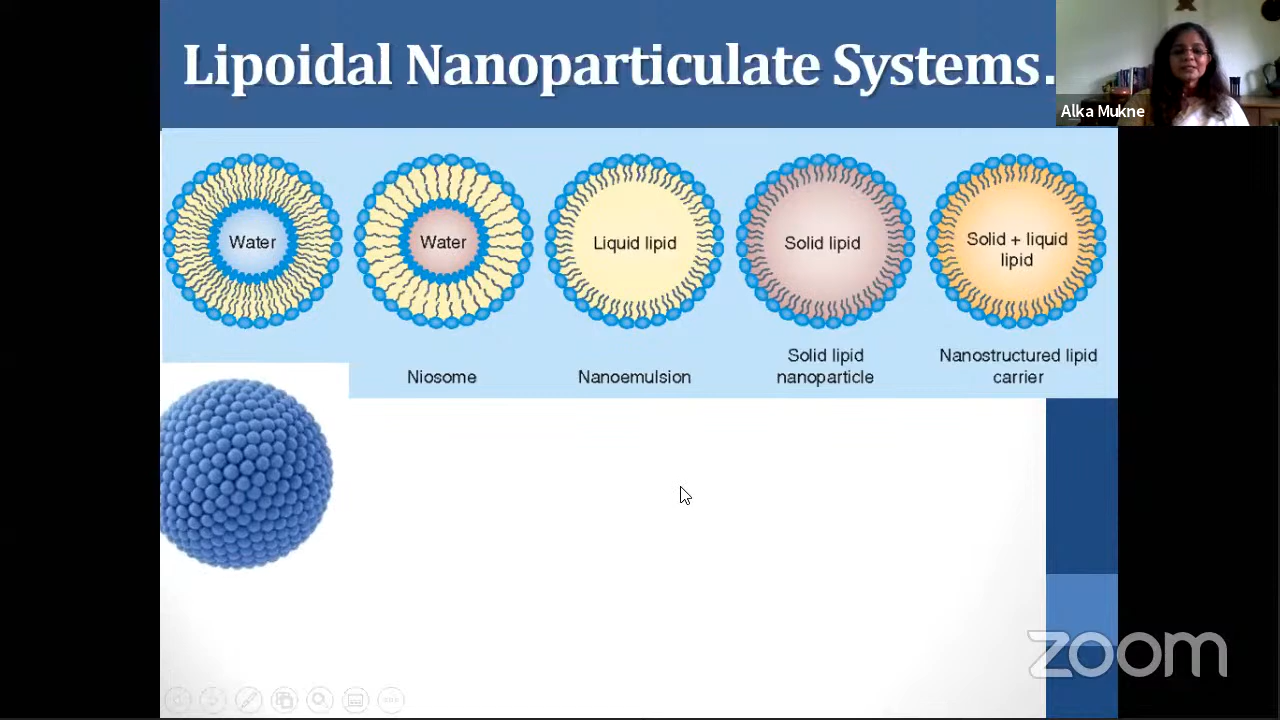 Lipoidal Nanoparticulate Systems.
Alka Mukne
Water
Water
Liquid lipid
Solid lipid
Solid + liquid
lipid
Niosome
Nanoemulsion
Solid lipid
nanoparticle
Nanostructured lipid
carrier
zoom